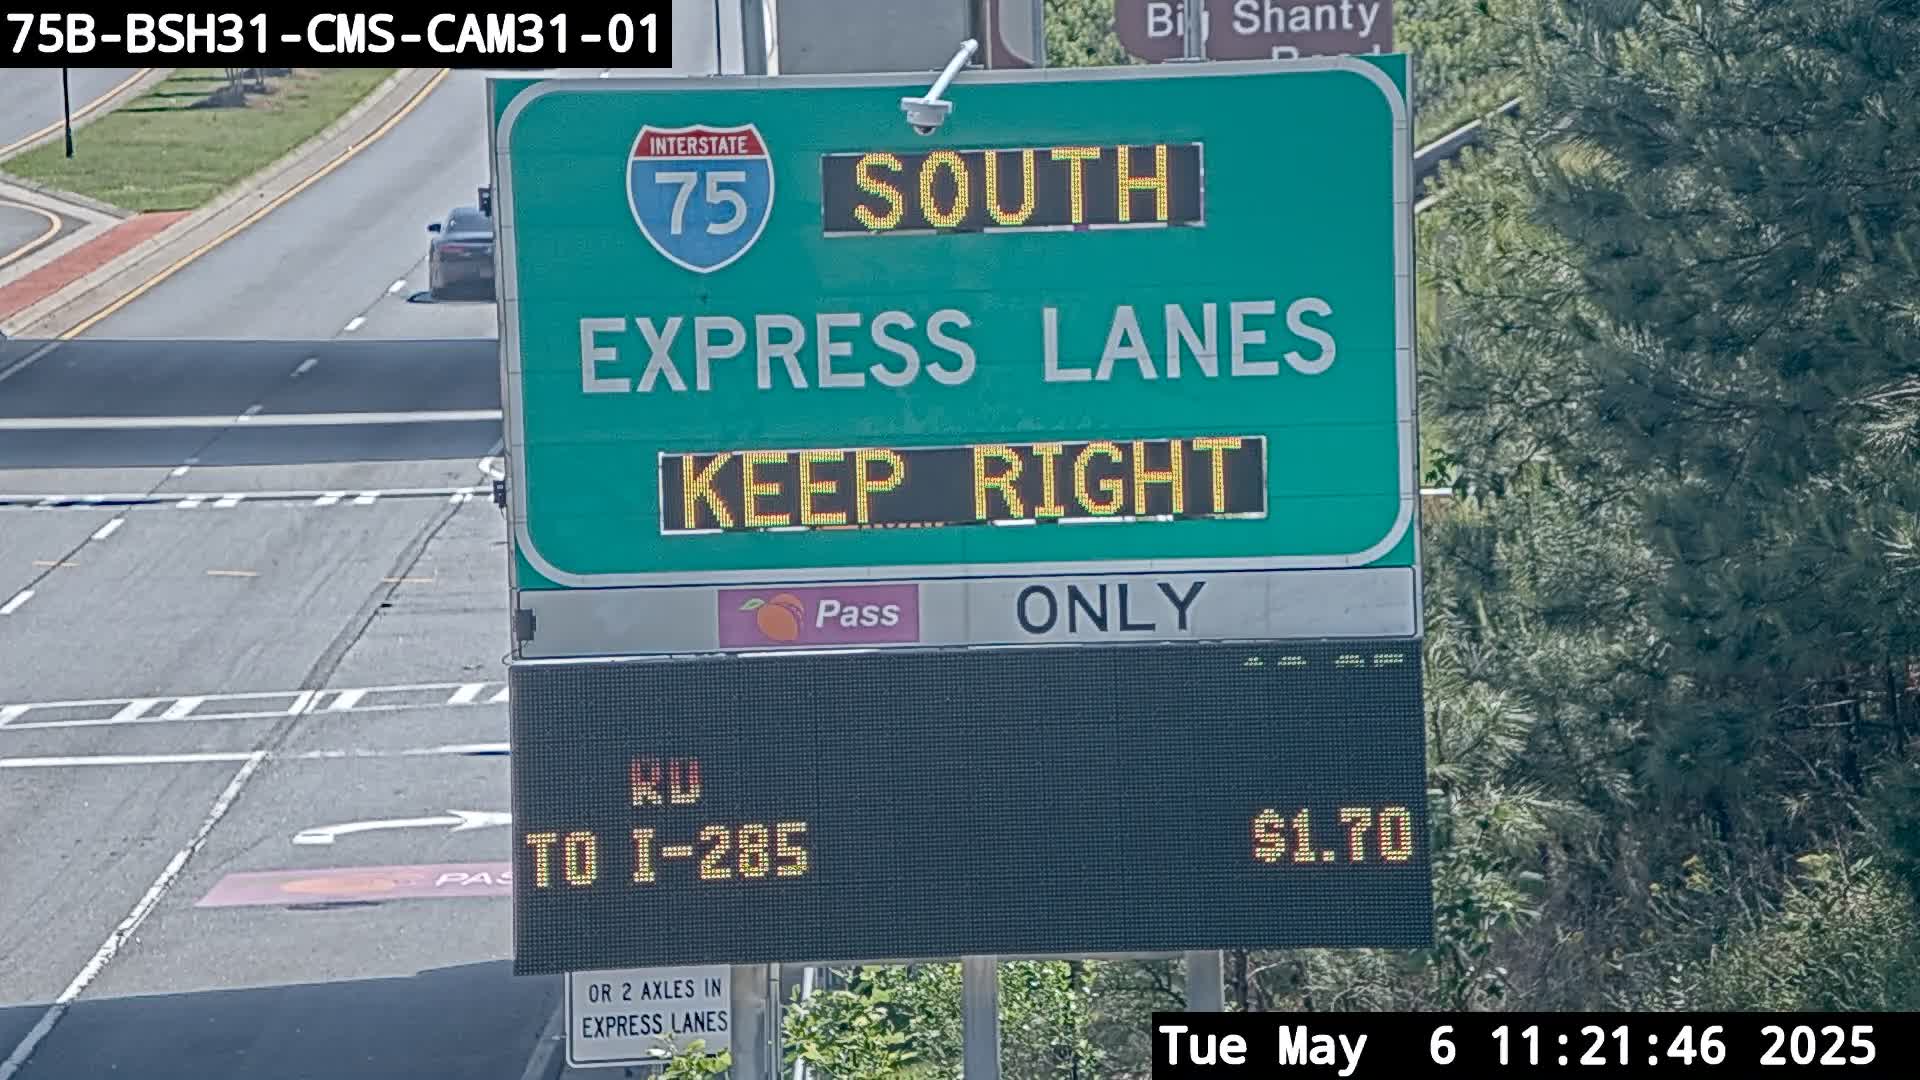 75B-BSH31-CMS-CAM31-01
Big Shanty
Road
INTERSTATE
75
SOUTH
EXPRESS LANES
KEEP RIGHT
Pass
ONLY
TO I-285 $1.70
OR 2 AXLES IN
EXPRESS LANES
Tue May 6 11:21:46 2025